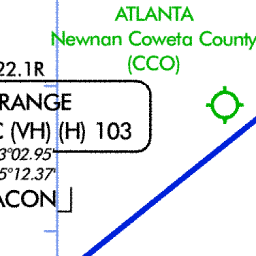 ATLANTA
Newnan Coweta County
(CCO)
22.1R
RANGE
C (VH) (H) 103
3°02.95'
5°12.37'
ACON